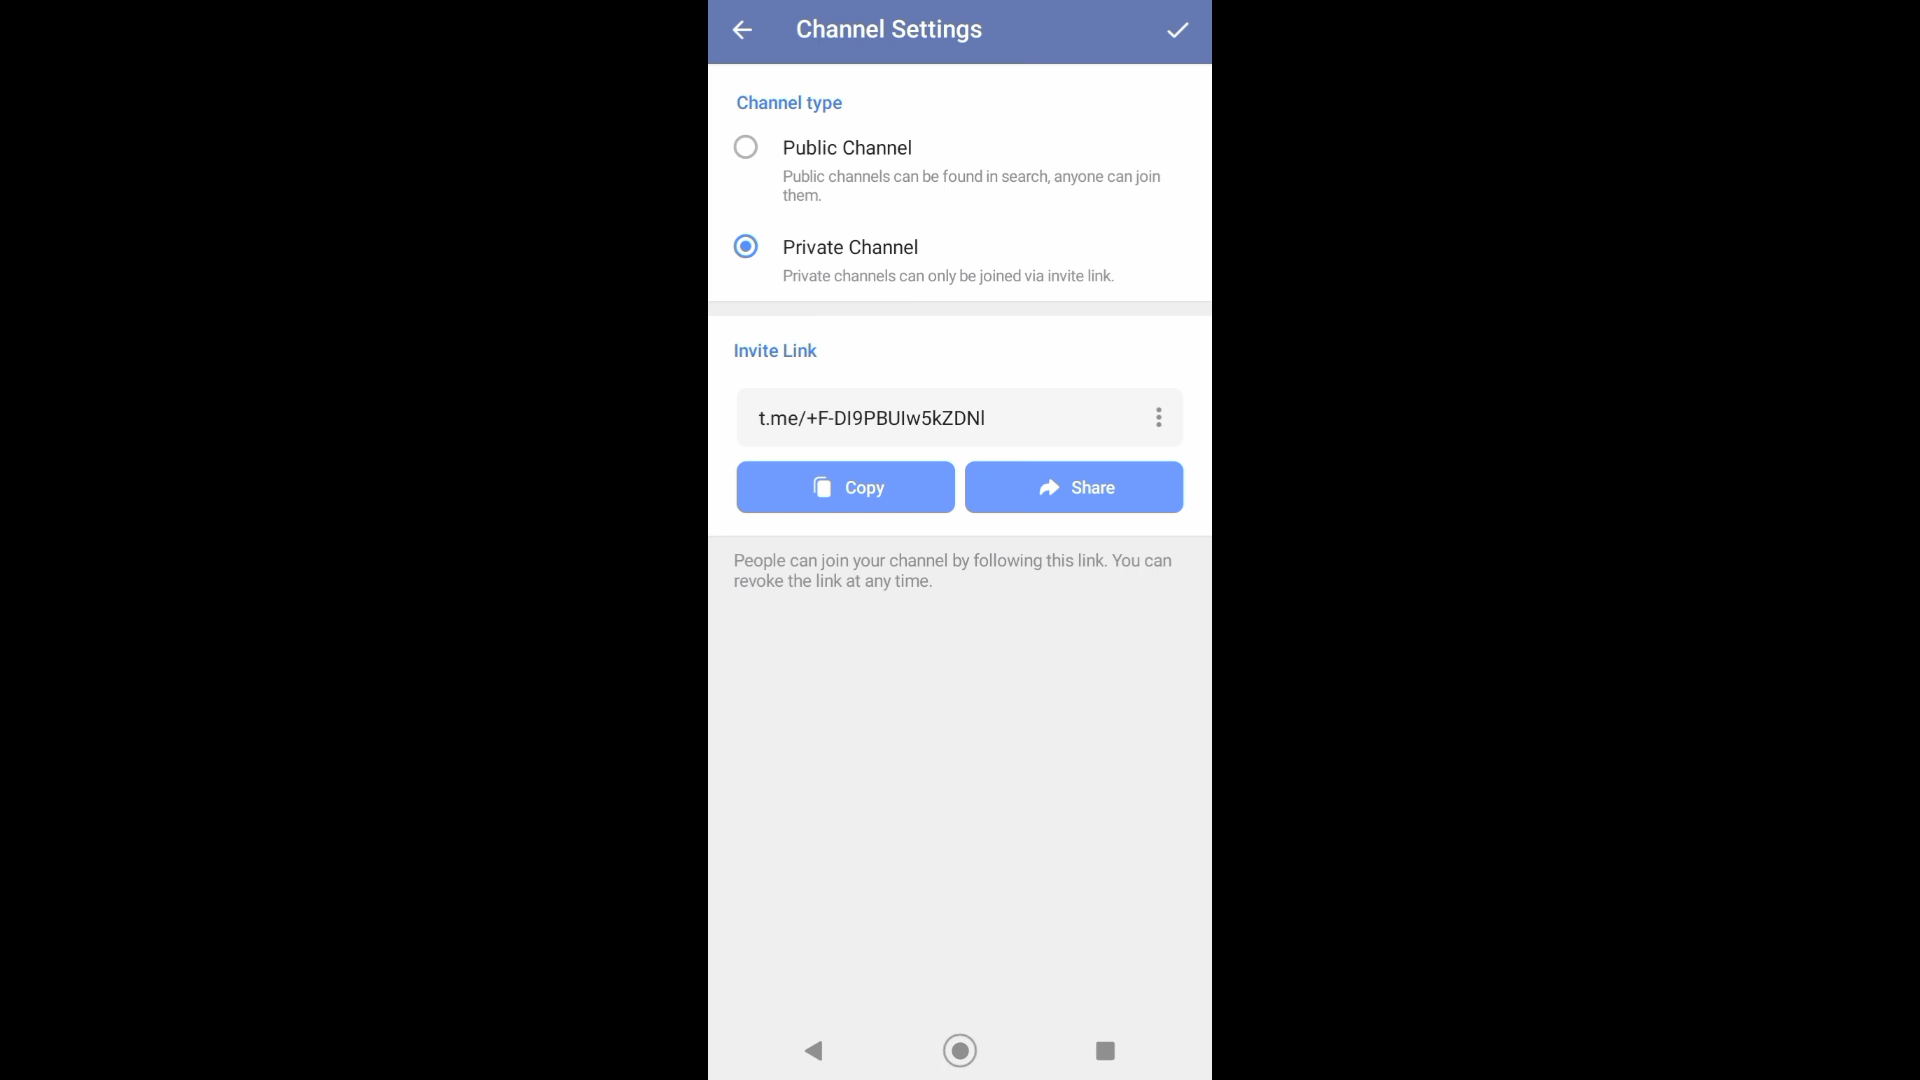 Channel Settings
Channel type
Public Channel
Public channels can be found in search, anyone can join
them.
Private Channel
Private channels can only be joined via invite link.
Invite Link
t.me/+F-DI9PBUIw5kZDNl
Copy
Share
People can join your channel by following this link. You can
revoke the link at any time.